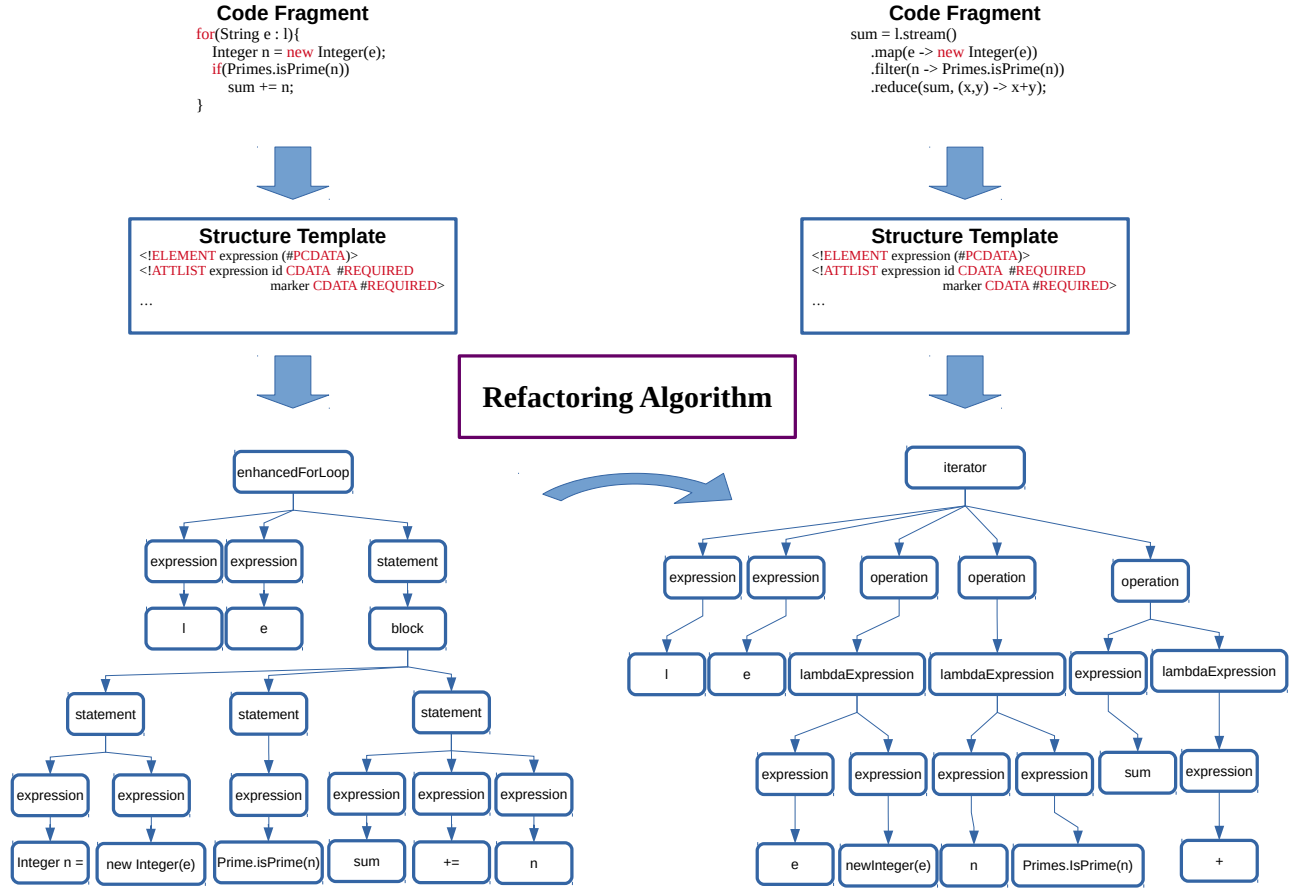 Code Fragment
for(String e : l){
Integer n = new Integer(e);
if(Primes.isPrime(n))
sum += n;
}
Code Fragment
sum = l.stream()
.map(e -> new Integer(e))
.filter(n -> Primes.isPrime(n))
.reduce(sum, (x,y) -> x+y);
Structure Template
<!ELEMENT expression (#PCDATA)>
<!ATTLIST expression id CDATA #REQUIRED
marker CDATA #REQUIRED>
…
Structure Template
<!ELEMENT expression (#PCDATA)>
<!ATTLIST expression id CDATA #REQUIRED
marker CDATA #REQUIRED>
…
Refactoring Algorithm
enhancedForLoop
expression
expression
statement
l
e
block
statement
statement
statement
expression
expression
expression
expression
expression
expression
Integer n =
new Integer(e)
Prime.isPrime(n)
sum
+=
n
iterator
expression
expression
operation
operation
operation
l
e
lambdaExpression
lambdaExpression
expression
lambdaExpression
expression
expression
expression
expression
sum
expression
e
newInteger(e)
n
Primes.IsPrime(n)
+